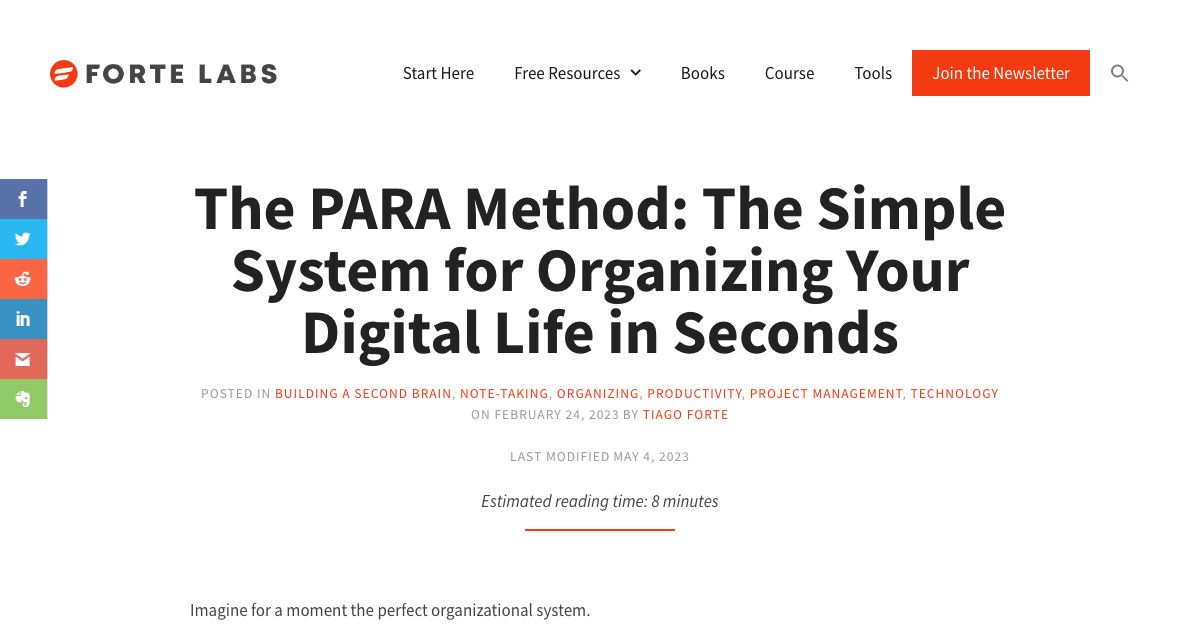 FORTE LABS
Start Here
Free Resources
Books
Course
Tools
Join the Newsletter
The PARA Method: The Simple
System for Organizing Your
Digital Life in Seconds
POSTED IN BUILDING A SECOND BRAIN, NOTE-TAKING, ORGANIZING, PRODUCTIVITY, PROJECT MANAGEMENT, TECHNOLOGY
ON FEBRUARY 24, 2023 BY TIAGO FORTE
LAST MODIFIED MAY 4, 2023
Estimated reading time: 8 minutes
Imagine for a moment the perfect organizational system.